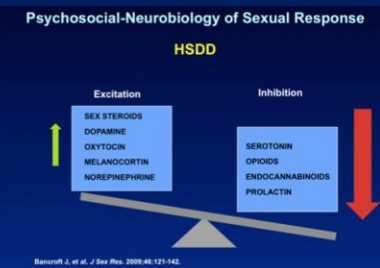 Psychosocial-Neurobiology of Sexual Response
HSDD
Excitation
SEX STEROIDS
DOPAMINE
OXYTOCIN
MELANOCORTIN
NOREPINEPHRINE
Inhibition
SEROTONIN
OPIOIDS
ENDOCANNABINOIDS
PROLACTIN
Bancroft J, et al. J Sex Res. 2009;46:121-142.